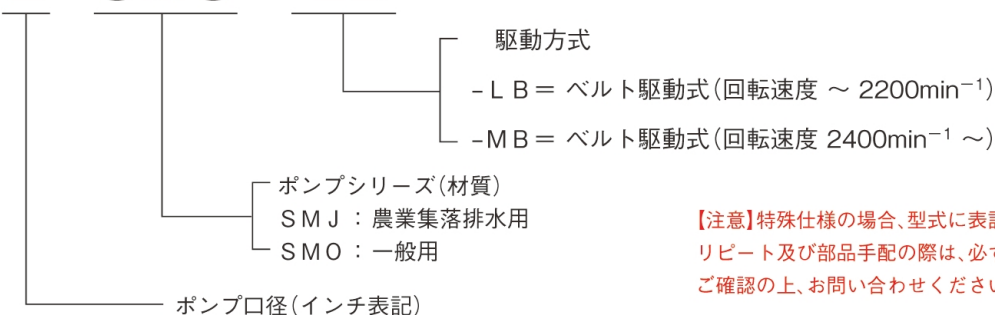 駆動方式
-ＬＢ＝ ベルト駆動式（回転速度 ～ 2200min⁻¹）
-ＭＢ＝ ベルト駆動式（回転速度 2400min⁻¹ ～）
ポンプシリーズ（材質）
ＳＭＪ：農業集落排水用
ＳＭＯ：一般用
【注意】特殊仕様の場合、型式に表
リピート及び部品手配の際は、必
ご確認の上、お問い合わせくださ
ポンプ口径（インチ表記）